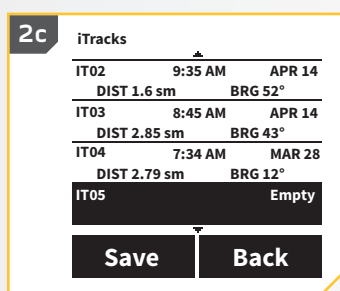 2c
iTracks
IT02 9:35 AM APR 14
DIST 1.6 sm BRG 52°
IT03 8:45 AM APR 14
DIST 2.85 sm BRG 43°
IT04 7:34 AM MAR 28
DIST 2.79 sm BRG 12°
IT05 Empty
Save Back